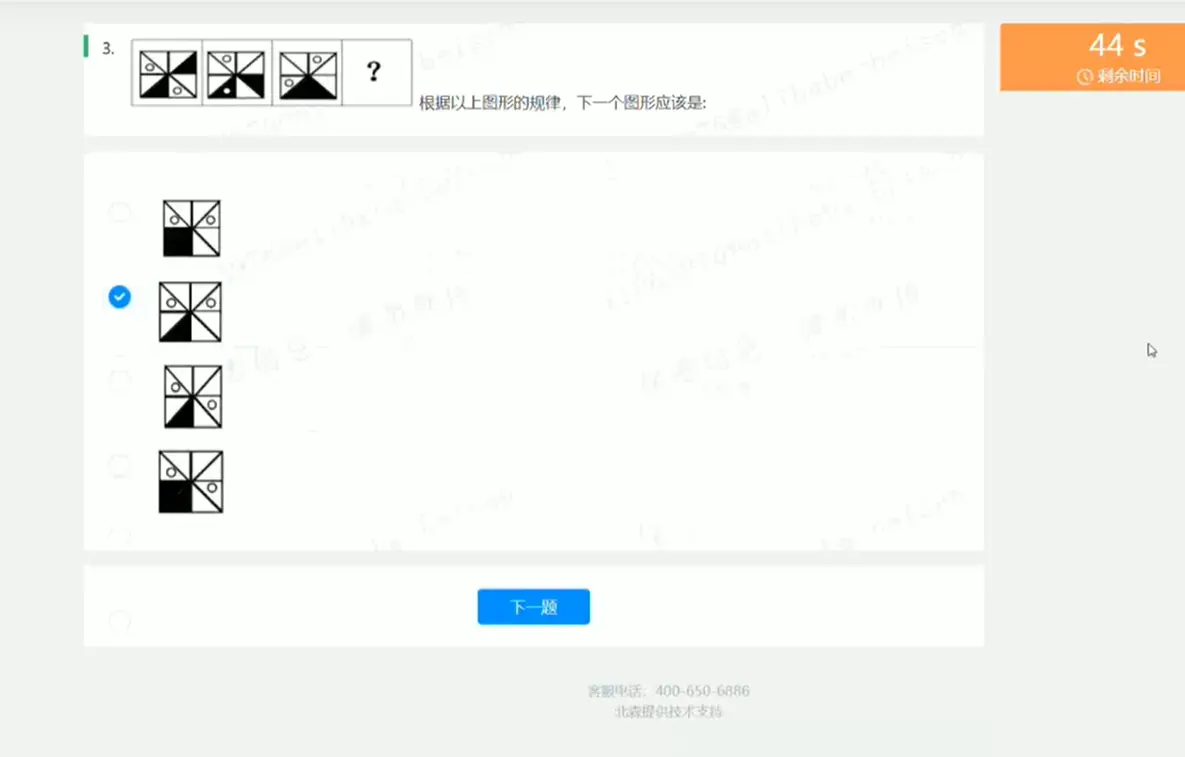 44 s
剩余时间
3.
?
根据以上图形的规律，下一个图形应该是:
下一题
客服电话：400-650-6886
北森提供技术支持